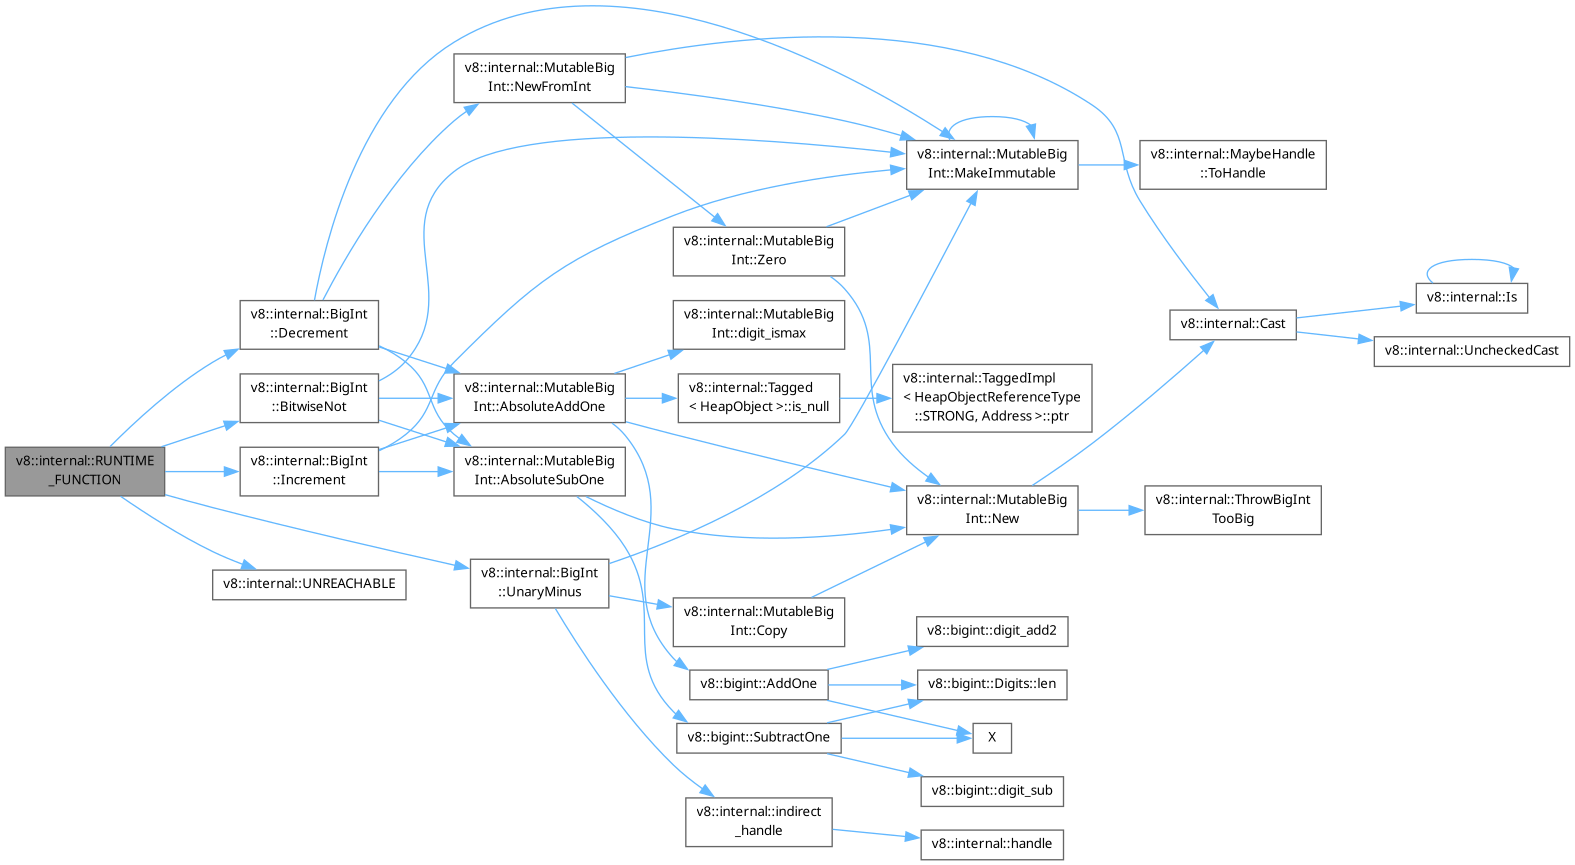 v8::internal::RUNTIME
_FUNCTION
v8::internal::BigInt
::Decrement
v8::internal::BigInt
::BitwiseNot
v8::internal::BigInt
::Increment
v8::internal::UNREACHABLE
v8::internal::MutableBig
Int::NewFromInt
v8::internal::MutableBig
Int::AbsoluteAddOne
v8::internal::MutableBig
Int::AbsoluteSubOne
v8::internal::BigInt
::UnaryMinus
v8::internal::MutableBig
Int::Zero
v8::internal::MutableBig
Int::digit_ismax
v8::internal::Tagged
< HeapObject >::is_null
v8::internal::MutableBig
Int::Copy
v8::bigint::AddOne
v8::bigint::SubtractOne
v8::internal::indirect
_handle
v8::internal::MutableBig
Int::MakeImmutable
v8::internal::TaggedImpl
< HeapObjectReferenceType
::STRONG, Address >::ptr
v8::internal::MutableBig
Int::New
v8::bigint::digit_add2
v8::bigint::Digits::len
X
v8::bigint::digit_sub
v8::internal::handle
v8::internal::MaybeHandle
::ToHandle
v8::internal::Cast
v8::internal::ThrowBigInt
TooBig
v8::internal::Is
v8::internal::UncheckedCast